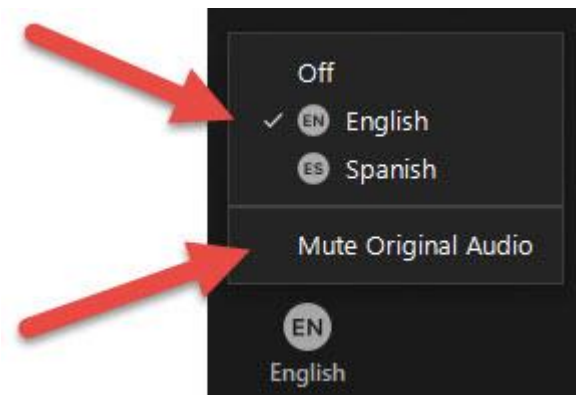 Off
EN English
ES Spanish
Mute Original Audio
EN
English